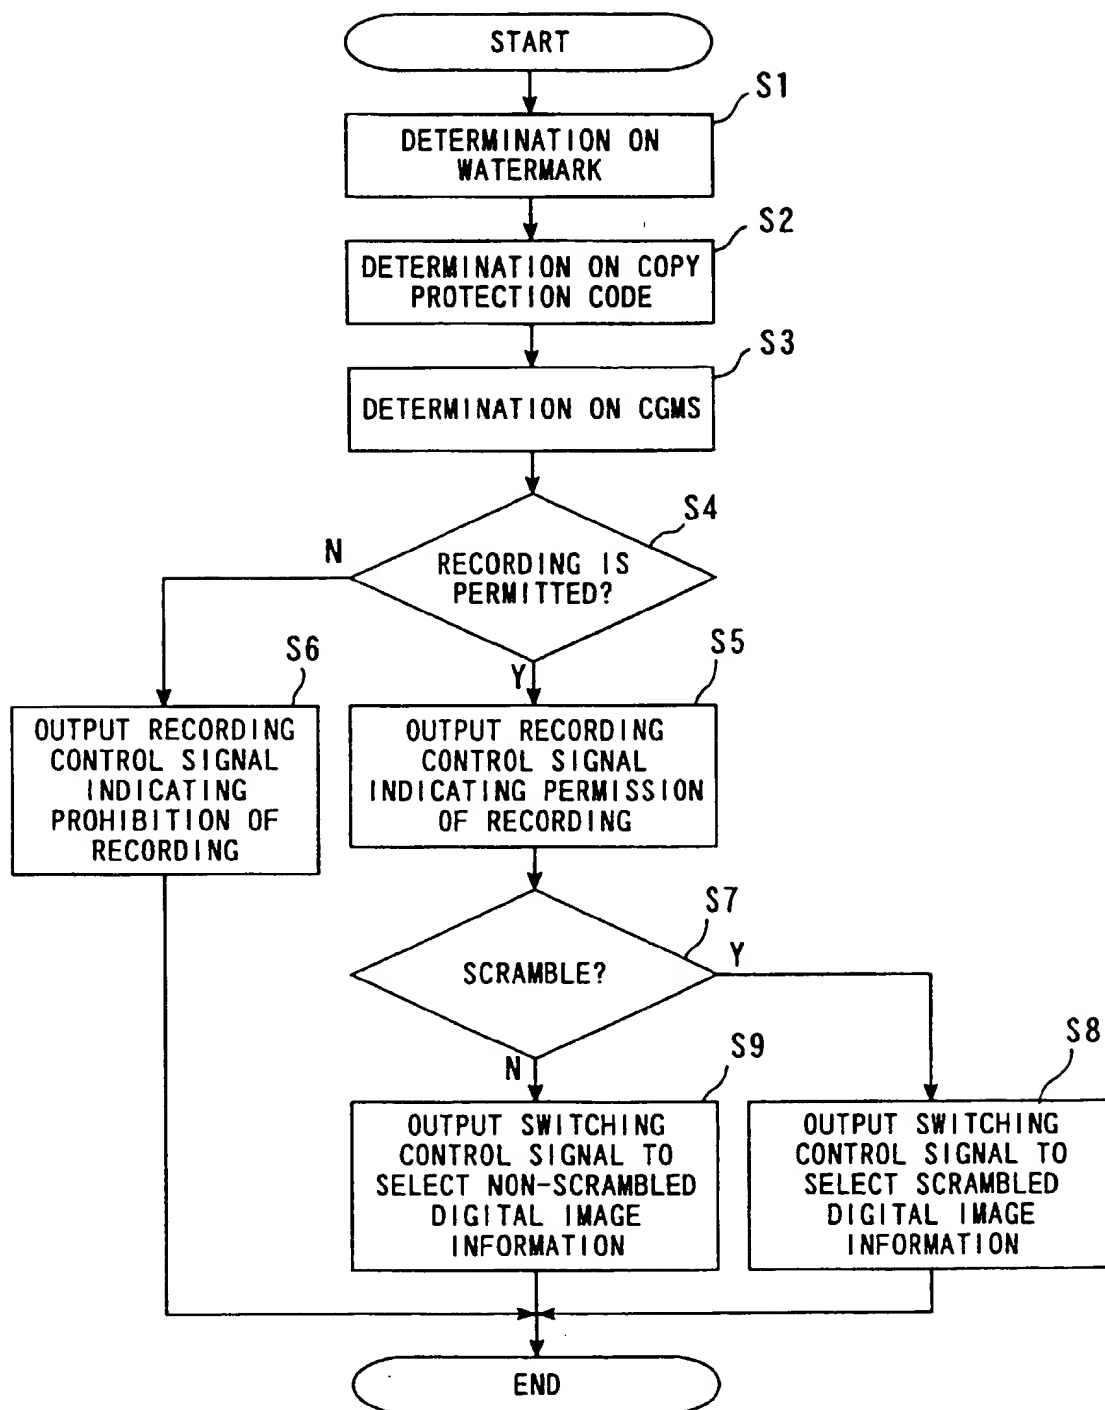 START
S1
DETERMINATION ON
WATERMARK
S2
DETERMINATION ON COPY
PROTECTION CODE
S3
DETERMINATION ON CGMS
S4
N
RECORDING IS
PERMITTED?
Y
S6
S5
OUTPUT RECORDING
CONTROL SIGNAL
INDICATING
PROHIBITION OF
RECORDING
OUTPUT RECORDING
CONTROL SIGNAL
INDICATING PERMISSION
OF RECORDING
S7
SCRAMBLE?
Y
N
S9
S8
OUTPUT SWITCHING
CONTROL SIGNAL TO
SELECT NON-SCRAMBLED
DIGITAL IMAGE
INFORMATION
OUTPUT SWITCHING
CONTROL SIGNAL TO
SELECT SCRAMBLED
DIGITAL IMAGE
INFORMATION
END